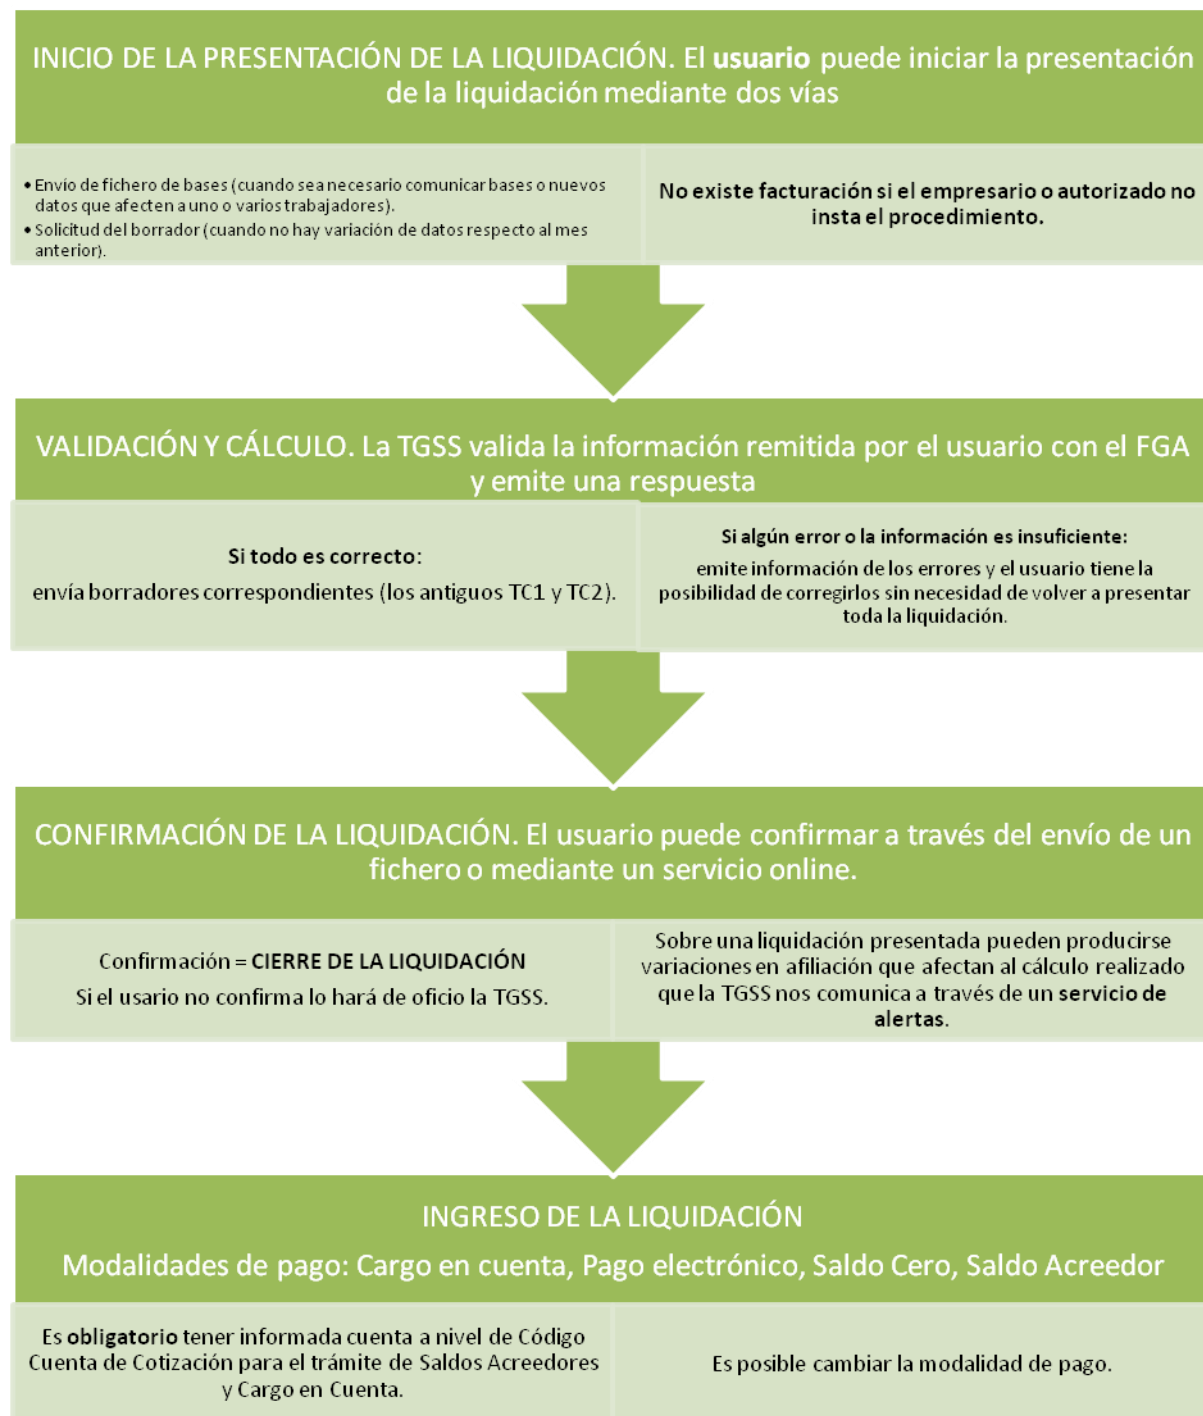 INICIO DE LA PRESENTACIÓN DE LA LIQUIDACIÓN. El usuario puede iniciar la presentación
de la liquidación mediante dos vías
• Envío de fichero de bases (cuando sea necesario comunicar bases o nuevos
datos que afecten a uno o varios trabajadores).
• Solicitud del borrador (cuando no hay variación de datos respecto al mes
anterior).
No existe facturación si el empresario o autorizado no
insta el procedimiento.
VALIDACIÓN Y CÁLCULO. La TGSS valida la información remitida por el usuario con el FGA
y emite una respuesta
Si todo es correcto:
envía borradores correspondientes (los antiguos TC1 y TC2).
Si algún error o la información es insuficiente:
emite información de los errores y el usuario tiene la
posibilidad de corregirlos sin necesidad de volver a presentar
toda la liquidación.
CONFIRMACIÓN DE LA LIQUIDACIÓN. El usuario puede confirmar a través del envío de un
fichero o mediante un servicio online.
Confirmación = CIERRE DE LA LIQUIDACIÓN
Si el usario no confirma lo hará de oficio la TGSS.
Sobre una liquidación presentada pueden producirse
variaciones en afiliación que afectan al cálculo realizado
que la TGSS nos comunica a través de un servicio de
alertas.
INGRESO DE LA LIQUIDACIÓN
Modalidades de pago: Cargo en cuenta, Pago electrónico, Saldo Cero, Saldo Acreedor
Es obligatorio tener informada cuenta a nivel de Código
Cuenta de Cotización para el trámite de Saldos Acreedores
y Cargo en Cuenta.
Es posible cambiar la modalidad de pago.